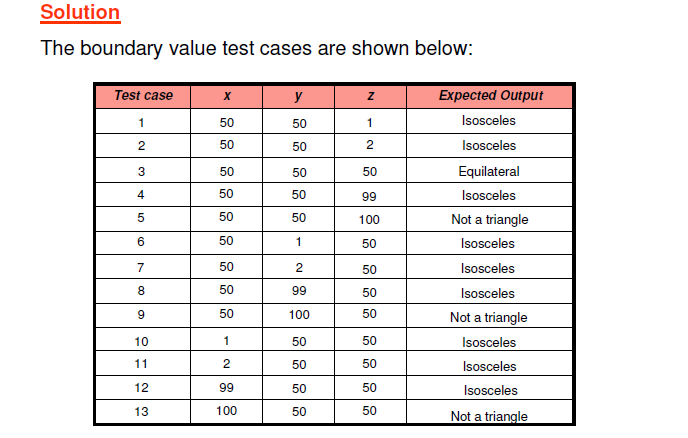 Solution
The boundary value test cases are shown below:
Test case x y z Expected Output
1 50 50 1 Isosceles
2 50 50 2 Isosceles
3 50 50 50 Equilateral
4 50 50 99 Isosceles
5 50 50 100 Not a triangle
6 50 1 50 Isosceles
7 50 2 50 Isosceles
8 50 99 50 Isosceles
9 50 100 50 Not a triangle
10 1 50 50 Isosceles
11 2 50 50 Isosceles
12 99 50 50 Isosceles
13 100 50 50 Not a triangle